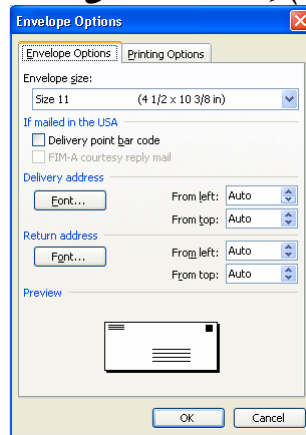 Envelope Options
Envelope Options Printing Options
Envelope size:
Size 11 (4 1/2 x 10 3/8 in)
If mailed in the USA
Delivery point bar code
FIM-A courtesy reply mail
Delivery address
Font... From left: Auto
From top: Auto
Return address
Font... From left: Auto
From top: Auto
Preview
OK Cancel